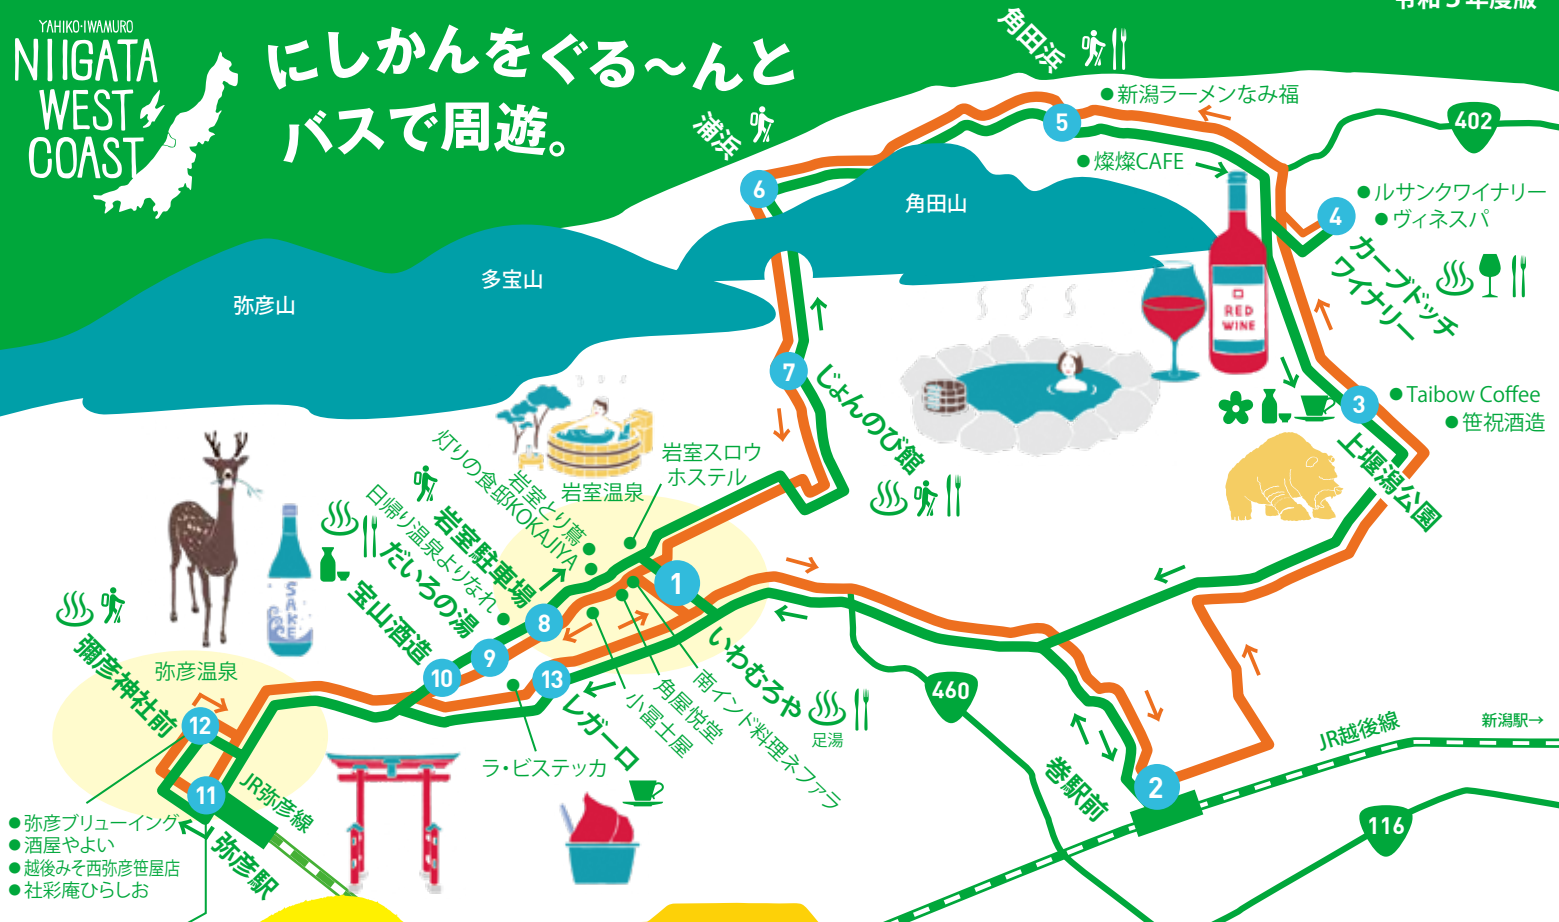 YAHIKO·IWAMURO
NIIGATA
WEST
COAST
にしかんをぐる〜んと
バスで周遊。
令和5年度版
角田浜
新潟ラーメンなみ福
402
浦浜
5
燦燦CAFE
6
角田山
4
ルサンクワイナリー
ヴィネスパ
カーブドッチ
ワイナリー
多宝山
弥彦山
RED
WINE
7
じょんのび館
3
Taibow Coffee
笹祝酒造
上堰潟公園
岩室スロウ
ホステル
岩室温泉
灯りの食邸KOKAJIYA
岩室とり蔦
日帰り温泉よりなれ
岩室駐車場
だいろの湯
宝山酒造
1
8
9
10
13
いわむろや
足湯
南インド料理ネファラ
角屋悦堂
小冨士屋
レガーロ
ラ・ビステッカ
SAKE
彌彦神社前
弥彦温泉
12
11
JR弥彦線
弥彦駅
弥彦ブリューイング
酒屋やよい
越後みそ西弥彦笹屋店
社彩庵ひらしお
460
巻駅前
2
JR越後線
新潟駅→
116